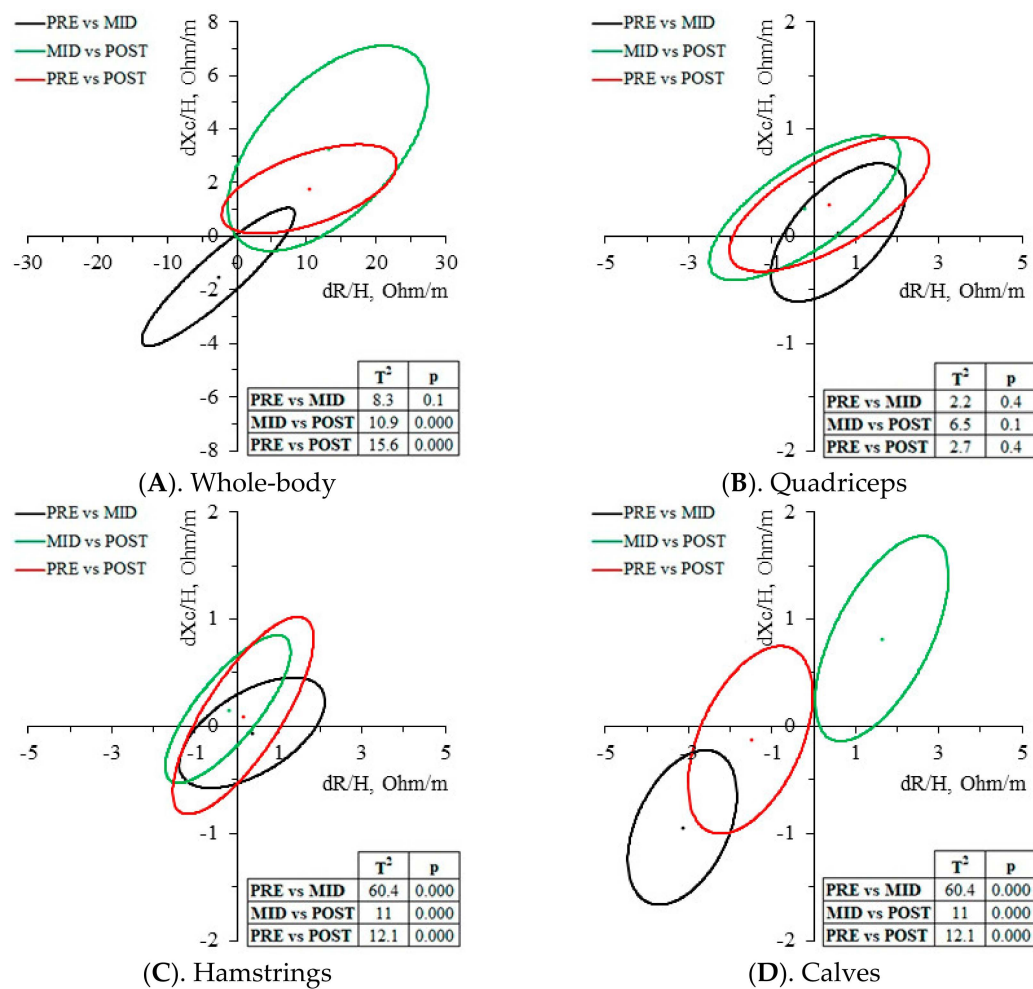 PRE vs MID
MID vs POST
PRE vs POST
dXc/H, Ohm/m
8
6
4
2
0
-2
-4
-6
-8
-30 -20 -10 0 10 20 30
dR/H, Ohm/m
T² p
PRE vs MID 8.3 0.1
MID vs POST 10.9 0.000
PRE vs POST 15.6 0.000
(A). Whole-body
PRE vs MID
MID vs POST
PRE vs POST
dXc/H, Ohm/m
2
1
0
-1
-2
-5 -3 -1 1 3 5
dR/H, Ohm/m
T² p
PRE vs MID 2.2 0.4
MID vs POST 6.5 0.1
PRE vs POST 2.7 0.4
(B). Quadriceps
PRE vs MID
MID vs POST
PRE vs POST
dXc/H, Ohm/m
2
1
0
-1
-2
-5 -3 -1 1 3 5
dR/H, Ohm/m
T² p
PRE vs MID 60.4 0.000
MID vs POST 11 0.000
PRE vs POST 12.1 0.000
(C). Hamstrings
PRE vs MID
MID vs POST
PRE vs POST
dXc/H, Ohm/m
2
1
0
-1
-2
-5 -3 -1 1 3 5
dR/H, Ohm/m
T² p
PRE vs MID 60.4 0.000
MID vs POST 11 0.000
PRE vs POST 12.1 0.000
(D). Calves